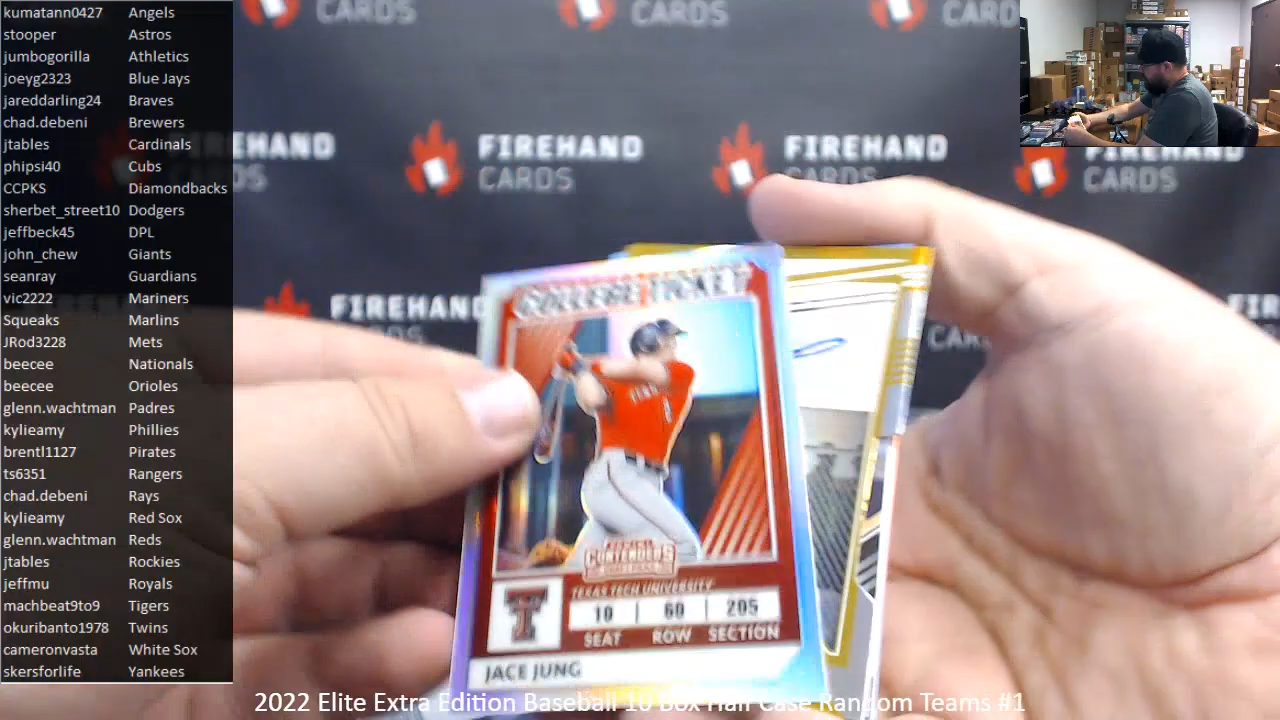 kumatann0427 Angels
stooper Astros
jumbogorilla Athletics
joeyg2323 Blue Jays
jareddarling24 Braves
chad.debeni Brewers
jtables Cardinals
phipsi40 Cubs
CCPKS Diamondbacks
sherbet_street10 Dodgers
jeffbeck45 DPL
john_chew Giants
seanray Guardians
vic2222 Mariners
Squeaks Marlins
JRod3228 Mets
beecee Nationals
beecee Orioles
glenn.wachtman Padres
kylieamy Phillies
brentl1127 Pirates
ts6351 Rangers
chad.debeni Rays
kylieamy Red Sox
glenn.wachtman Reds
jtables Rockies
jeffmu Royals
machbeat9to9 Tigers
okuribanto1978 Twins
cameronvasta White Sox
skersforlife Yankees
CARDS
CARDS
CARD
FIREHAND
CARDS
FIREHAND
CARDS
CARDS
FIREHAND
COLLEGE TICKET
CONTENDERS
TEXAS TECH UNIVERSITY
10 60 205
SEAT ROW SECTION
JACE JUNG
2022 Elite Extra Edition Baseball 10 Box Half Case Random Teams #1